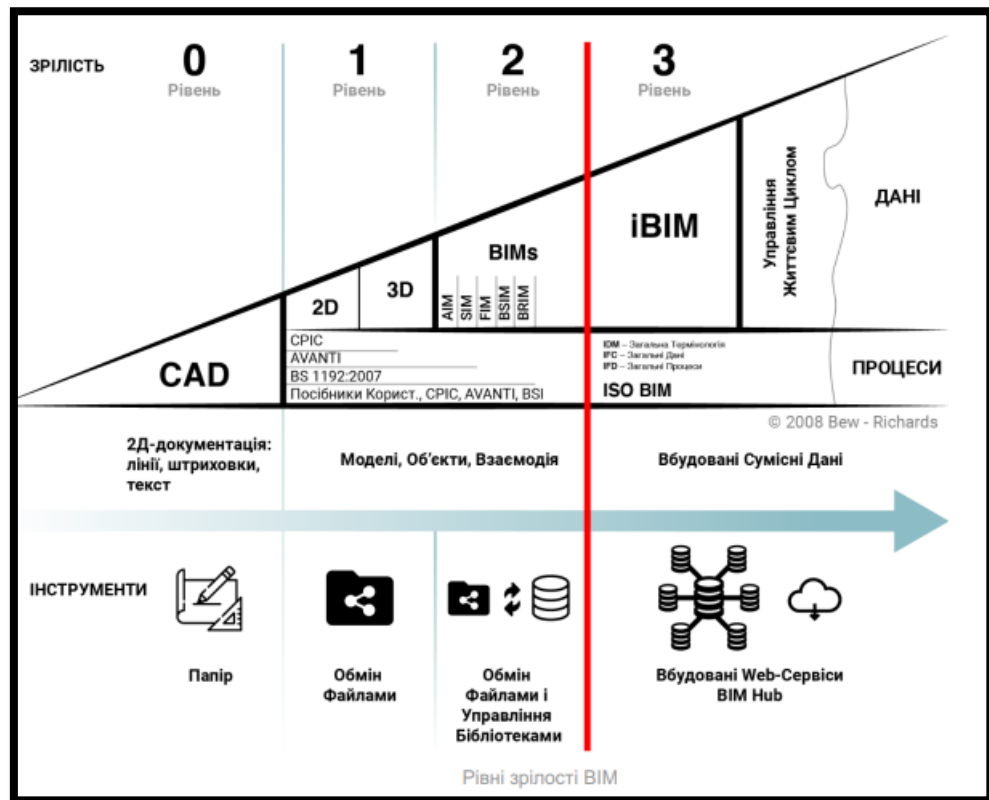 ЗРІЛІСТЬ
0
Рівень
1
Рівень
2
Рівень
3
Рівень
CAD
2D
3D
BIMs
AIM
SIM
FIM
BSIM
BRIM
iBIM
Управління
Життєвим Циклом
ДАНІ
CPIC
AVANTI
BS 1192:2007
Посібники Корист., CPIC, AVANTI, BSI
IDM – Загальна Термінологія
IFC – Загальні Дані
IFD – Загальні Процеси
ISO BIM
ПРОЦЕСИ
© 2008 Bew - Richards
2Д-документація:
лінії, штриховки,
текст
Моделі, Об'єкти, Взаємодія
Вбудовані Сумісні Дані
ІНСТРУМЕНТИ
Папір
Обмін
Файлами
Обмін
Файлами і
Управління
Бібліотеками
Вбудовані Web-Сервіси
BIM Hub
Рівні зрілості BIM